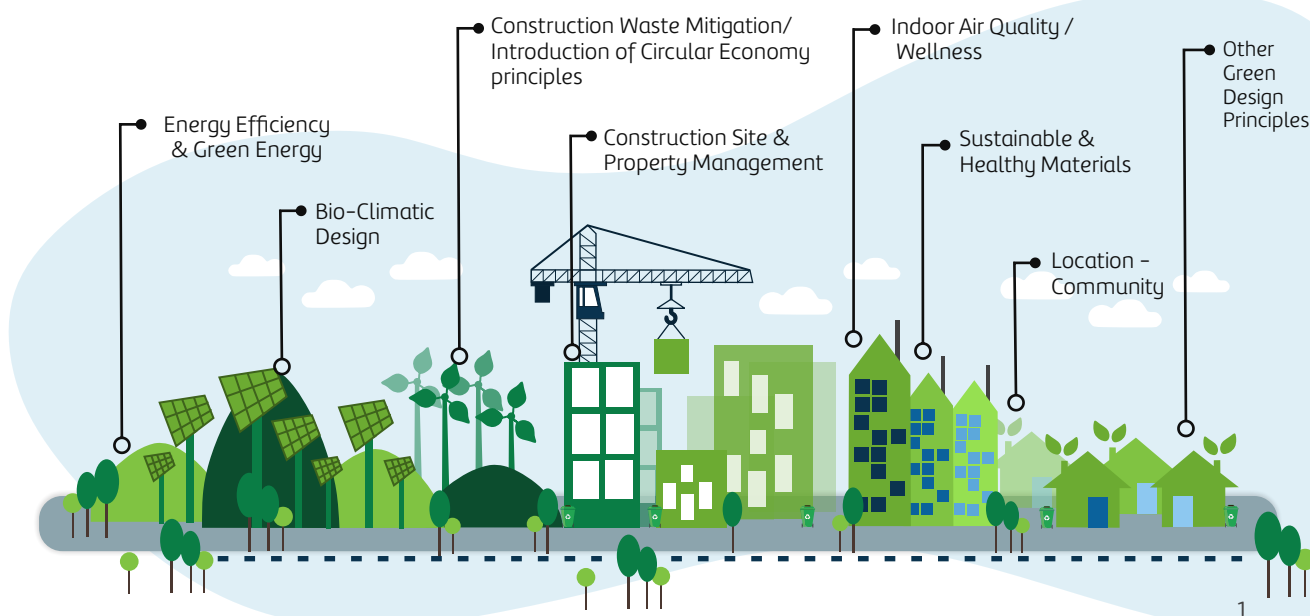 Energy Efficiency
& Green Energy
Bio-Climatic
Design
Construction Waste Mitigation/
Introduction of Circular Economy
principles
Construction Site &
Property Management
Indoor Air Quality /
Wellness
Sustainable &
Healthy Materials
Location -
Community
Other
Green
Design
Principles
1